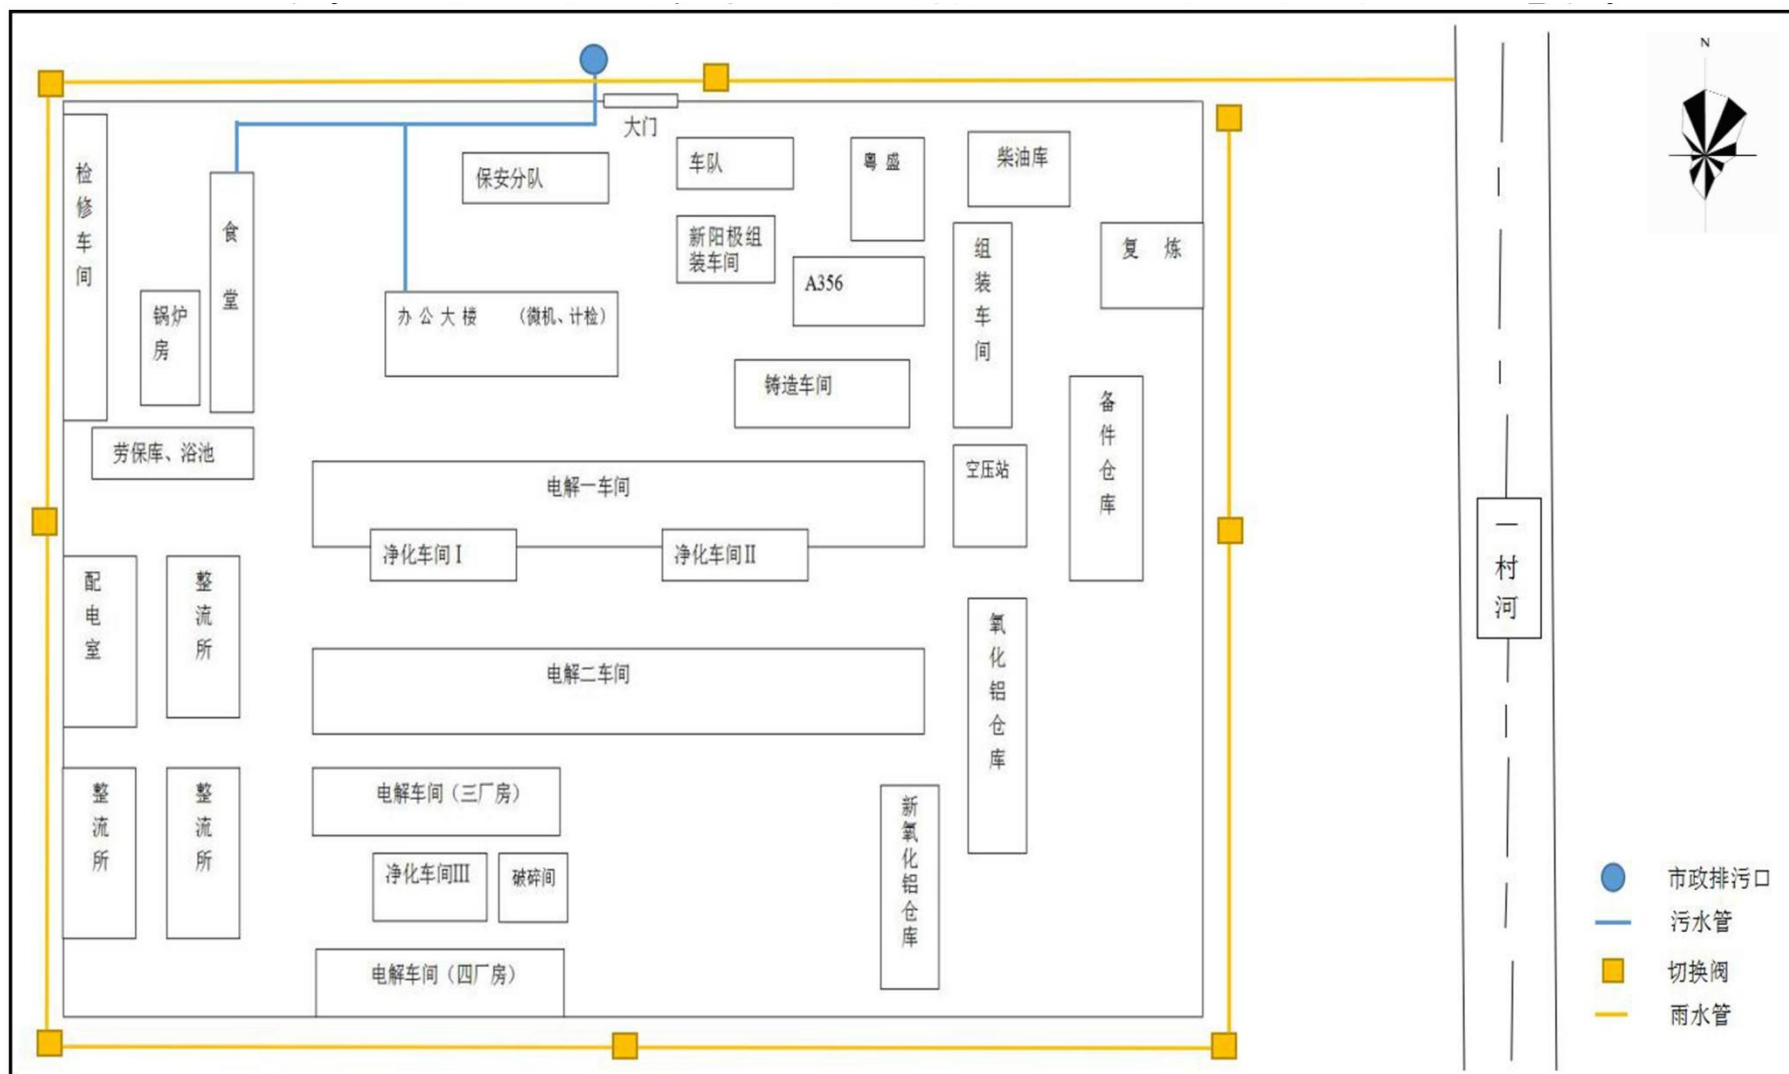 N
大门
检修车间
食堂
保安分队
车队
粤盛
柴油库
新阳极组
装车间
组装车间
复炼
A356
锅炉
房
办公大楼 （微机、计检）
铸造车间
备件仓库
劳保库、浴池
电解一车间
空压站
净化车间Ⅰ
净化车间Ⅱ
一村河
配电室
整流所
氧化铝仓库
电解二车间
整流所
整流所
电解车间（三厂房）
新氧化铝仓库
净化车间III
破碎间
电解车间（四厂房）
市政排污口
污水管
切换阀
雨水管